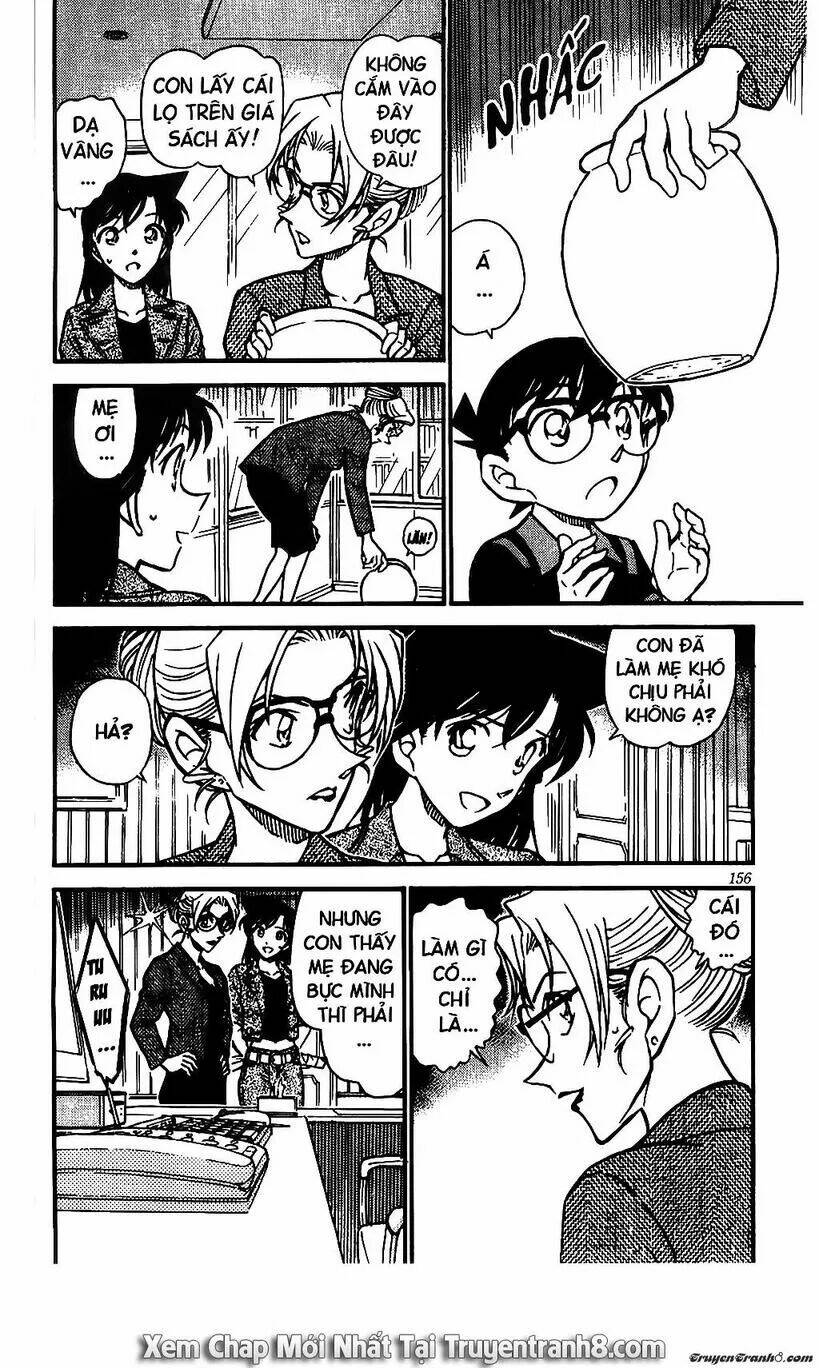 NHẤC
Á
...
KHÔNG
CẮM VÀO
ĐÂY
ĐƯỢC
ĐÂU!
CON LẤY CÁI
LỌ TRÊN GIÁ
SÁCH ẤY!
DẠ
VÂNG
...
LĂN!
MẸ
ƠI
...
CON ĐÃ
LÀM MẸ KHÓ
CHỊU PHẢI
KHÔNG Ạ?
HẢ?
156
CÁI
ĐÓ
...
LÀM GÌ
CÓ...
CHỈ
LÀ...
NHƯNG
CON THẤY
MẸ ĐANG
BỰC MÌNH
THÌ PHẢI
...
TU
RU
UU
...
Xem Chap Mới Nhất Tại Truyentranh8.com
TruyenTranh8.com